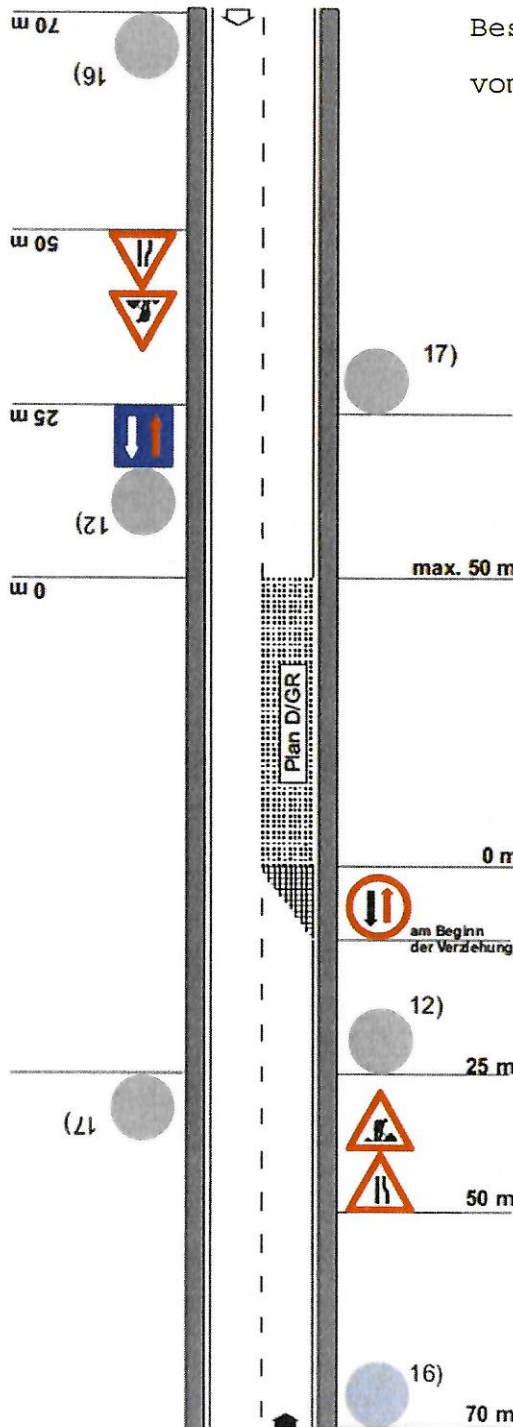 70 m
16)
Bes
vor
50 m
17)
25 m
12)
0 m
max. 50 m
Plan D/GR
0 m
am Beginn
der Verziehung
12)
25 m
17)
50 m
16)
70 m